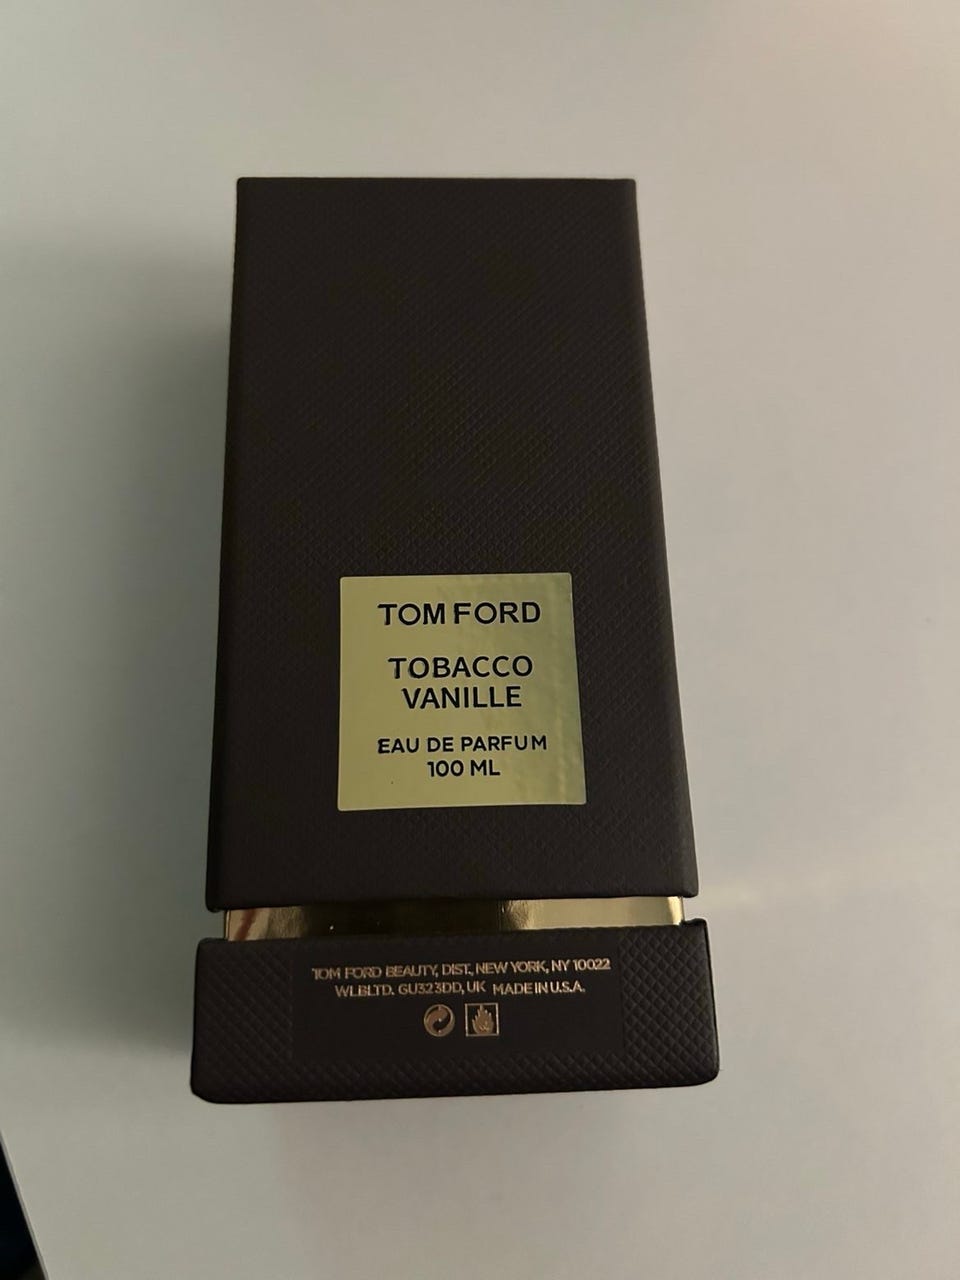 TOM FORD
TOBACCO
VANILLE
EAU DE PARFUM
100 ML
TOM FORD BEAUTY, DIST., NEW YORK, NY 10022
WLBLTD. GU323DD, UK MADE IN U.S.A.